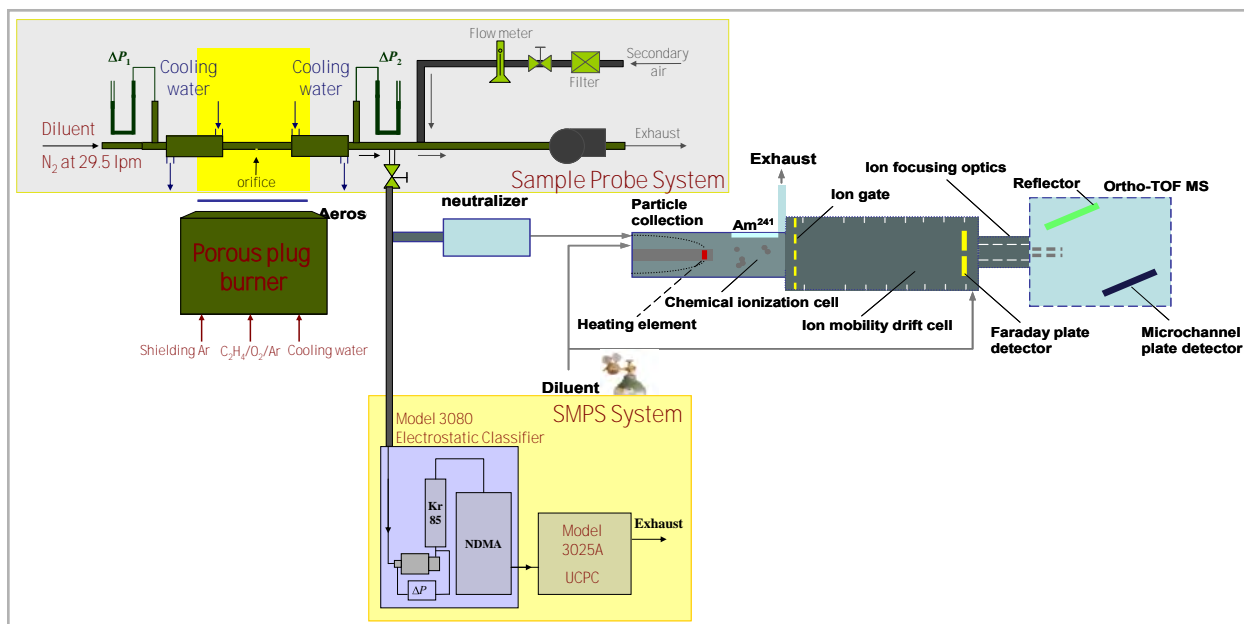 Flow meter
Secondary
air
Filter
ΔP₁
Cooling
water
Cooling
water
ΔP₂
Diluent
N₂ at 29.5 lpm
orifice
Exhaust
Sample Probe System
Aeros
Porous plug
burner
Shielding Ar
C₂H₄/O₂/Ar
Cooling water
neutralizer
Particle
collection
Exhaust
Am²⁴¹
Ion gate
Ion focusing optics
Reflector
Ortho-TOF MS
Chemical ionization cell
Heating element
Ion mobility drift cell
Faraday plate
detector
Microchannel
plate detector
Diluent
SMPS System
Model 3080
Electrostatic Classifier
Kr
85
NDMA
ΔP
Model
3025A
UCPC
Exhaust